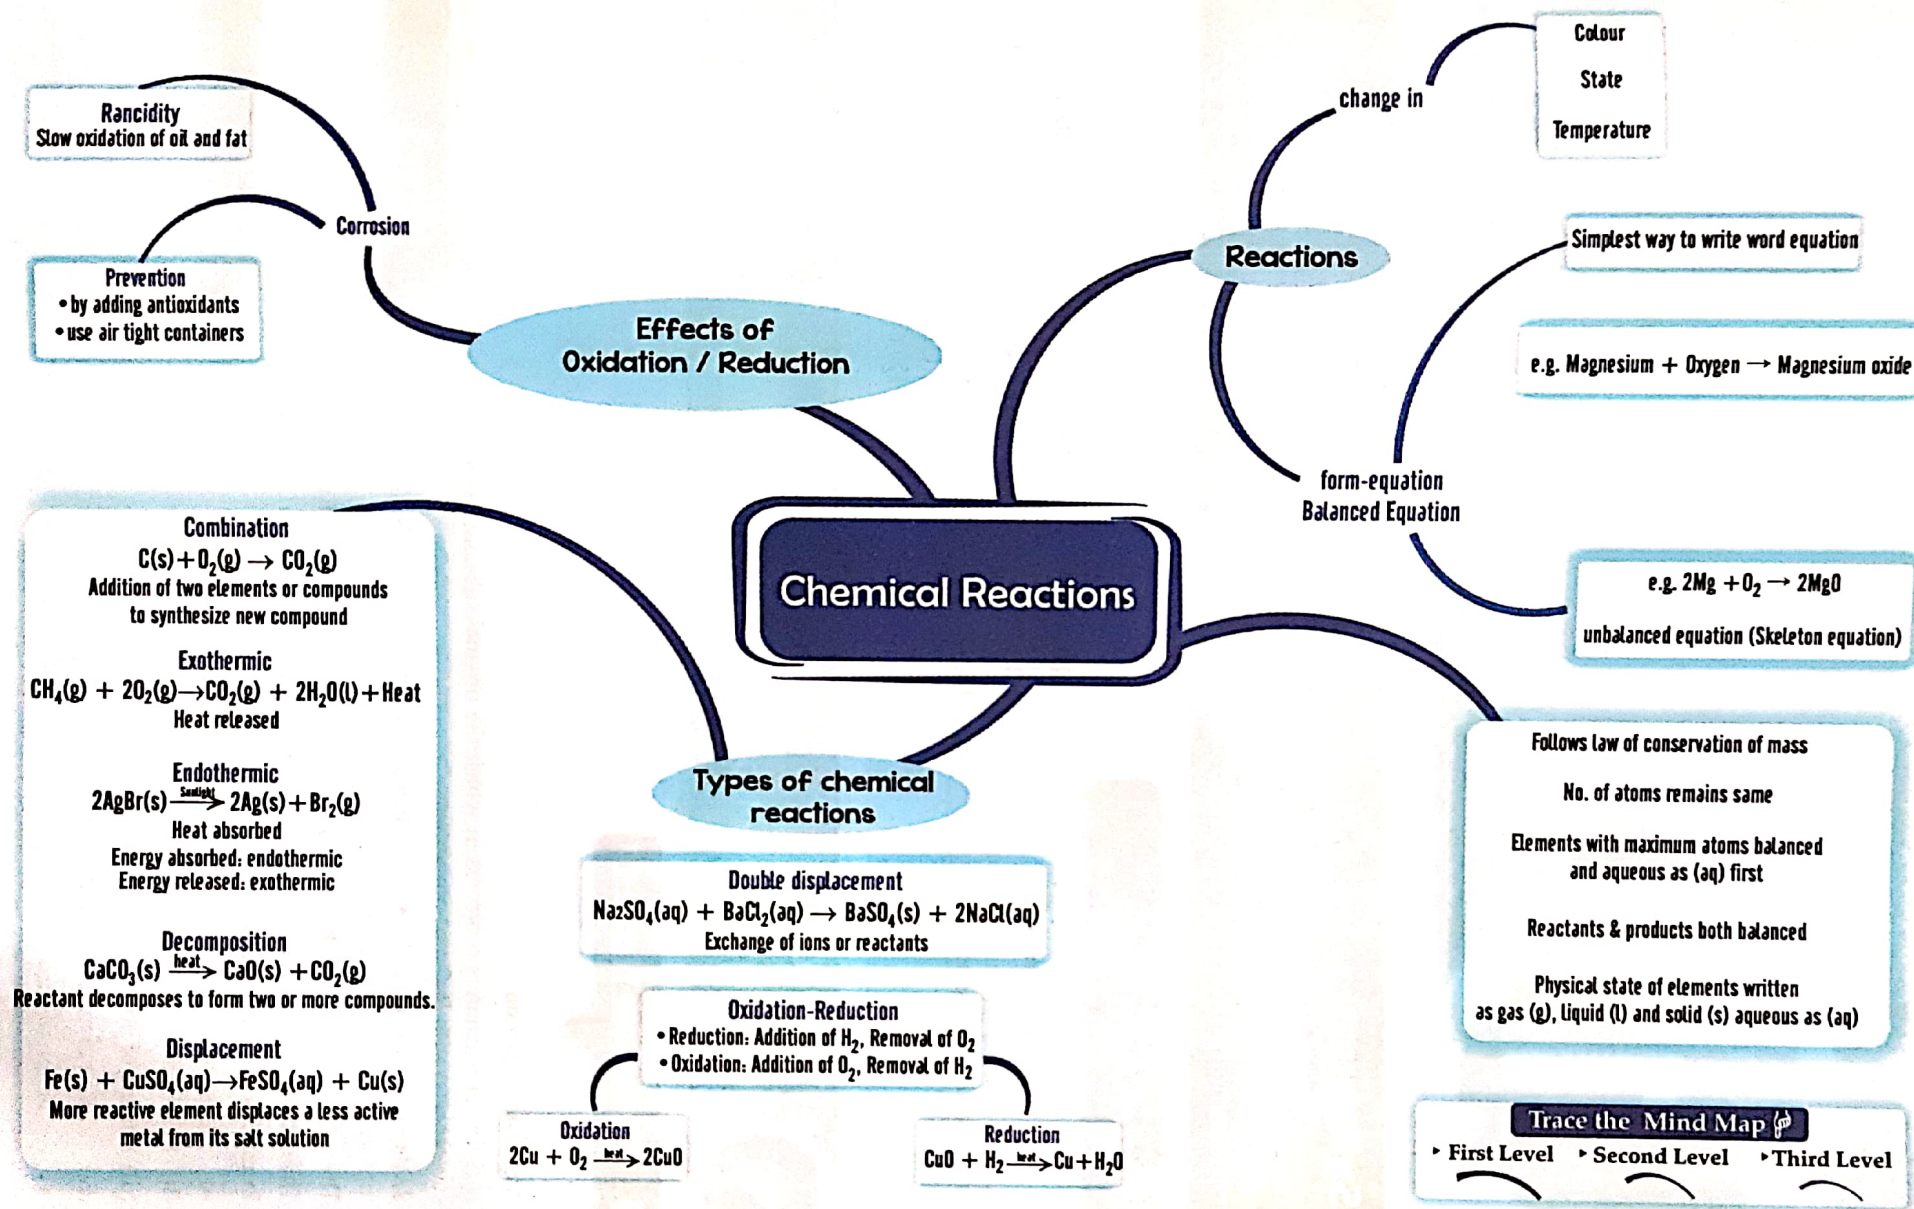 Colour
State
Temperature
change in
Reactions
Simplest way to write word equation
e.g. Magnesium + Oxygen → Magnesium oxide
form-equation
Balanced Equation
e.g. 2Mg + O₂ → 2MgO
unbalanced equation (Skeleton equation)
Rancidity
Slow oxidation of oil and fat
Corrosion
Prevention
• by adding antioxidants
• use air tight containers
Effects of
Oxidation / Reduction
Chemical Reactions
Combination
C(s)+O₂(g) → CO₂(g)
Addition of two elements or compounds
to synthesize new compound
Exothermic
CH₄(g) + 2O₂(g)→CO₂(g) + 2H₂O(l)+Heat
Heat released
Endothermic
2AgBr(s) —Sunlight→ 2Ag(s)+Br₂(g)
Heat absorbed
Energy absorbed: endothermic
Energy released: exothermic
Decomposition
CaCO₃(s) —heat→ CaO(s) +CO₂(g)
Reactant decomposes to form two or more compounds.
Displacement
Fe(s) + CuSO₄(aq)→FeSO₄(aq) + Cu(s)
More reactive element displaces a less active
metal from its salt solution
Types of chemical
reactions
Double displacement
Na₂SO₄(aq) + BaCl₂(aq) → BaSO₄(s) + 2NaCl(aq)
Exchange of ions or reactants
Oxidation-Reduction
• Reduction: Addition of H₂, Removal of O₂
• Oxidation: Addition of O₂, Removal of H₂
Oxidation
2Cu + O₂ —heat→ 2CuO
Reduction
CuO + H₂ —heat→ Cu+H₂O
Follows law of conservation of mass
No. of atoms remains same
Elements with maximum atoms balanced
and aqueous as (aq) first
Reactants & products both balanced
Physical state of elements written
as gas (g), liquid (l) and solid (s) aqueous as (aq)
Trace the Mind Map
▸ First Level ▸ Second Level ▸ Third Level